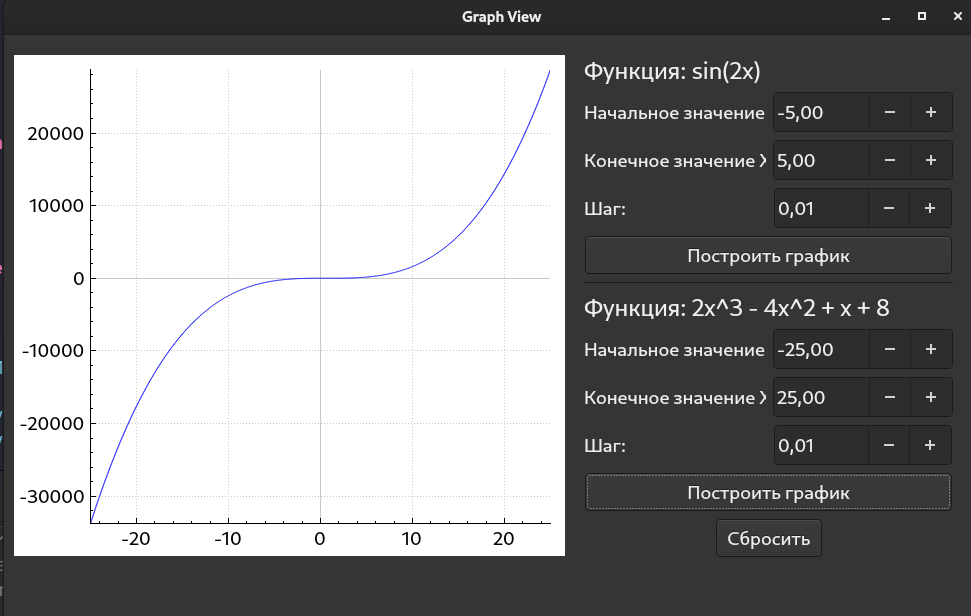 Graph View
20000
10000
0
-10000
-20000
-30000
-20 -10 0 10 20
Функция: sin(2x)
Начальное значение -5,00 − +
Конечное значение X 5,00 − +
Шаг: 0,01 − +
Построить график
Функция: 2x^3 - 4x^2 + x + 8
Начальное значение -25,00 − +
Конечное значение X 25,00 − +
Шаг: 0,01 − +
Построить график
Сбросить